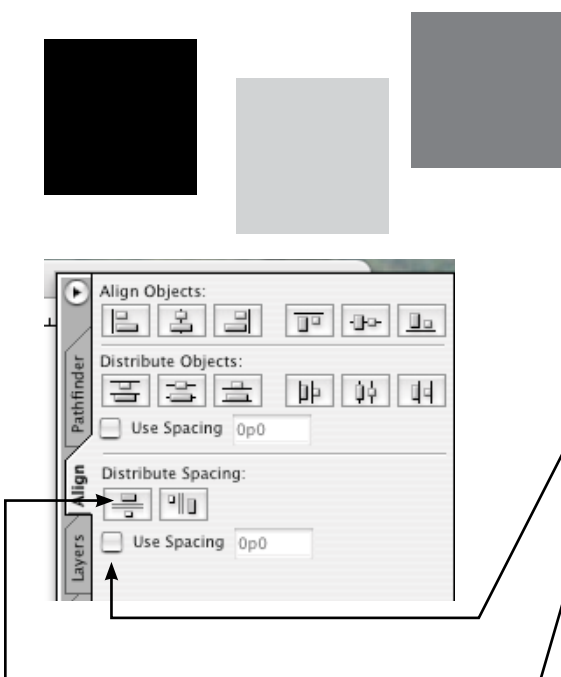 Align Objects:
Distribute Objects:
Use Spacing 0p0
Distribute Spacing:
Use Spacing 0p0
Pathfinder
Align
Layers